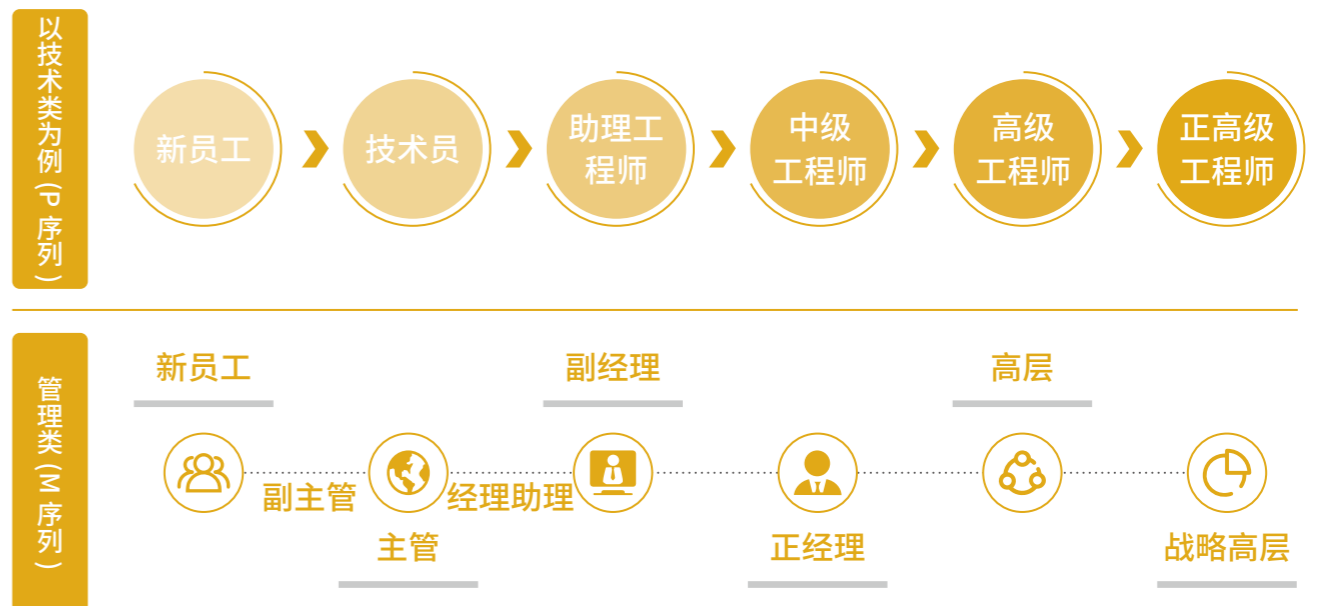 以技术类为例(P 序列)
新员工
技术员
助理工
程师
中级
工程师
高级
工程师
正高级
工程师
管理类(M 序列)
新员工
副主管
主管
经理助理
副经理
正经理
高层
战略高层